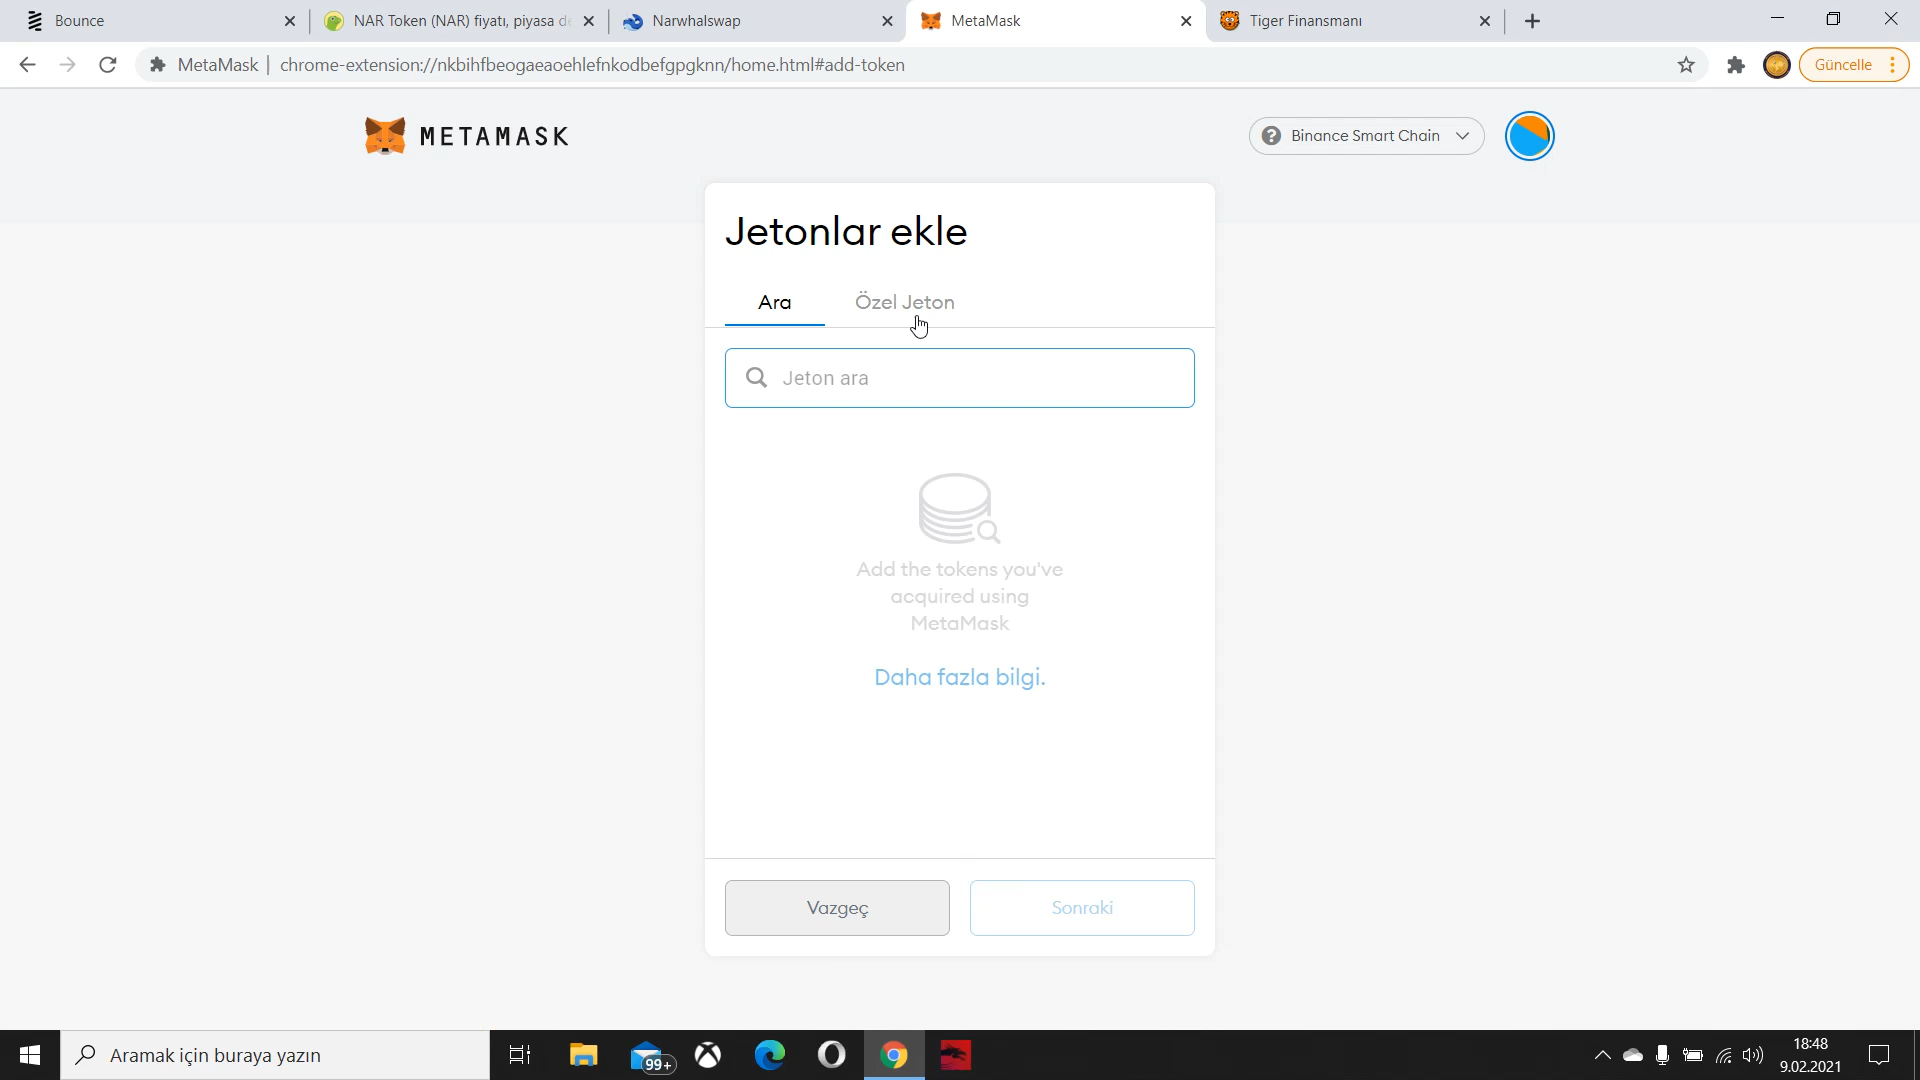 Bounce
NAR Token (NAR) fiyatı, piyasa de
Narwhalswap
MetaMask
Tiger Finansmanı
MetaMask | chrome-extension://nkbihfbeogaeaoehlefnkodbefgpgknn/home.html#add-token
Güncelle
METAMASK
Binance Smart Chain
Jetonlar ekle
Ara
Özel Jeton
Jeton ara
Add the tokens you've
acquired using
MetaMask
Daha fazla bilgi.
Vazgeç
Sonraki
Aramak için buraya yazın
99+
18:48
9.02.2021